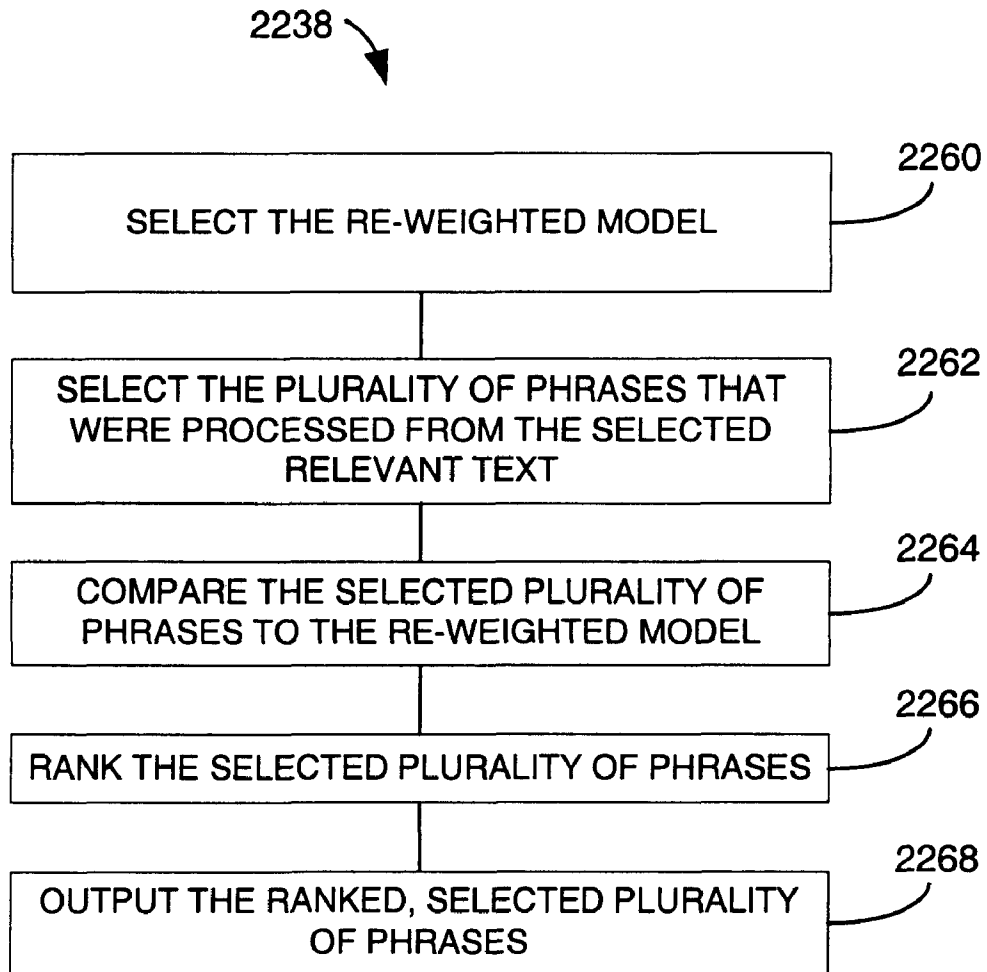 2238
2260
SELECT THE RE-WEIGHTED MODEL
2262
SELECT THE PLURALITY OF PHRASES THAT
WERE PROCESSED FROM THE SELECTED
RELEVANT TEXT
2264
COMPARE THE SELECTED PLURALITY OF
PHRASES TO THE RE-WEIGHTED MODEL
2266
RANK THE SELECTED PLURALITY OF PHRASES
2268
OUTPUT THE RANKED, SELECTED PLURALITY
OF PHRASES